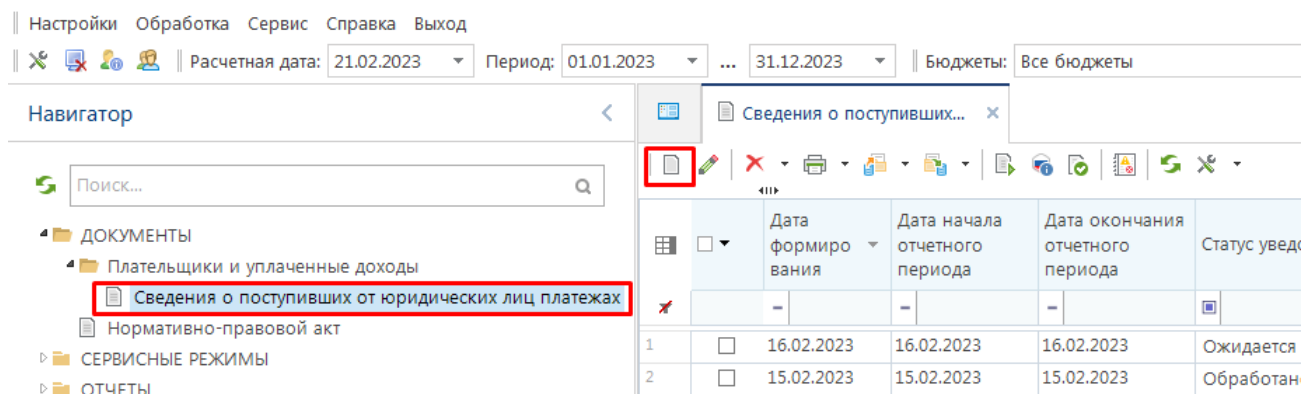 Настройки Обработка Сервис Справка Выход
Расчетная дата: 21.02.2023 Период: 01.01.2023 ... 31.12.2023 Бюджеты: Все бюджеты
Навигатор
Сведения о поступивших...
Поиск...
ДОКУМЕНТЫ
Плательщики и уплаченные доходы
Сведения о поступивших от юридических лиц платежах
Нормативно-правовой акт
СЕРВИСНЫЕ РЕЖИМЫ
ОТЧЕТЫ
Дата
формиро
вания
Дата начала
отчетного
периода
Дата окончания
отчетного
периода
Статус увед
1 16.02.2023 16.02.2023 16.02.2023 Ожидается
2 15.02.2023 15.02.2023 15.02.2023 Обработан